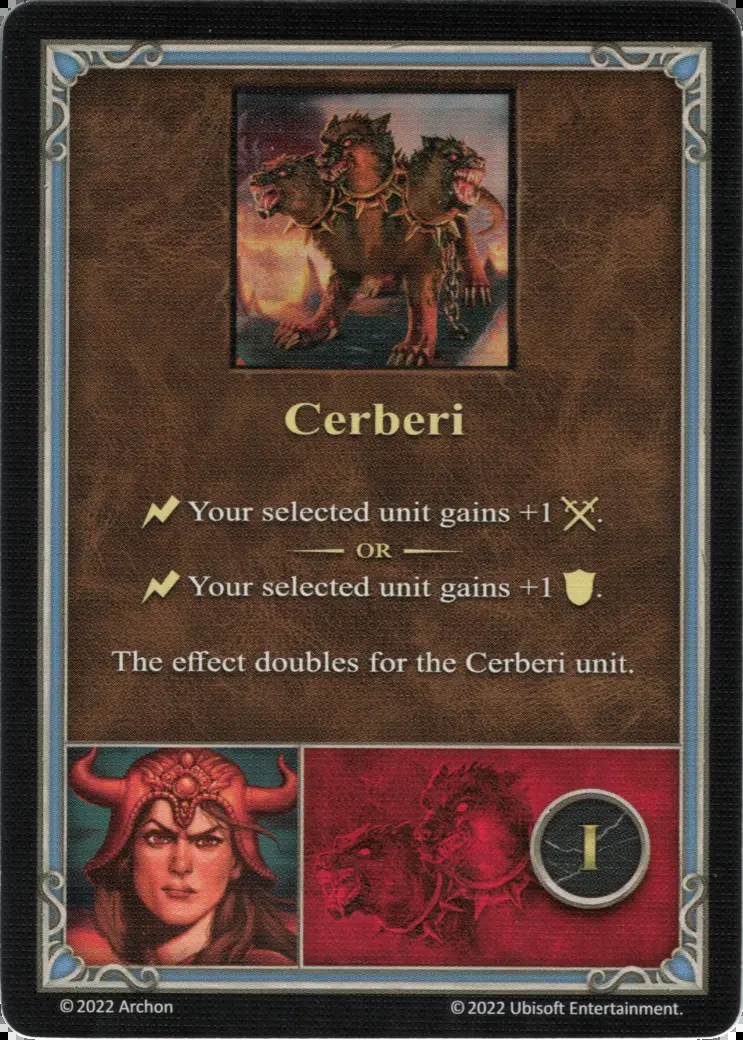 Cerberi
Your selected unit gains +1 .
OR
Your selected unit gains +1 .
The effect doubles for the Cerberi unit.
I
© 2022 Archon
© 2022 Ubisoft Entertainment.